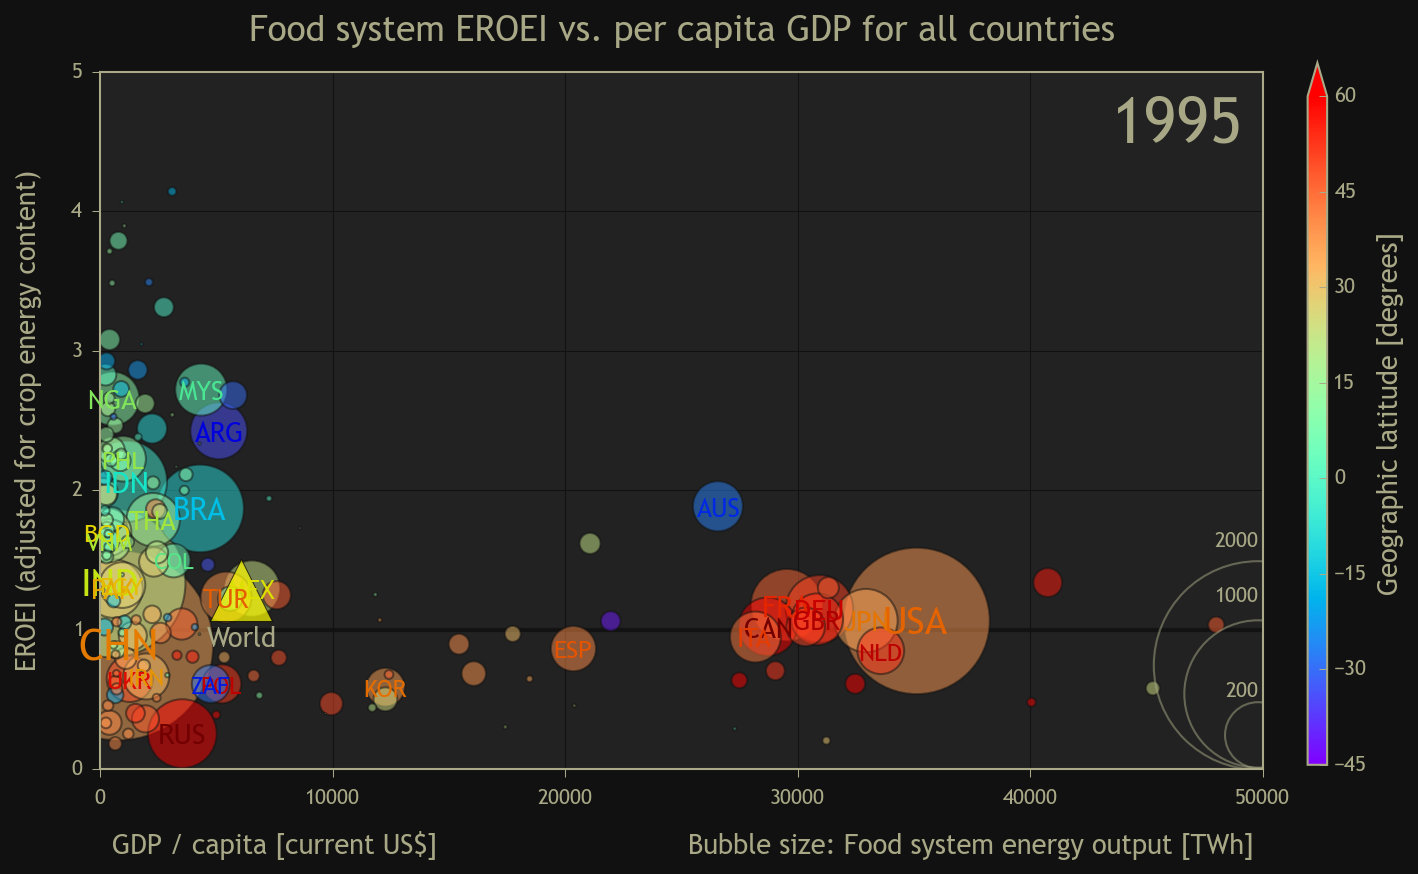 Food system EROEI vs. per capita GDP for all countries
1995
EROEI (adjusted for crop energy content)
5
4
3
2
1
0
0
10000
20000
30000
40000
50000
GDP / capita [current US$]
Bubble size: Food system energy output [TWh]
Geographic latitude [degrees]
60
45
30
15
0
−15
−30
−45
2000
1000
200
NGA
MYS
ARG
PHL
IDN
BRA
THA
BGD
COL
TUR
World
CHN
UKR
ZAF
RUS
KOR
ESP
AUS
CAN
GBR
DEU
JPN
USA
NLD